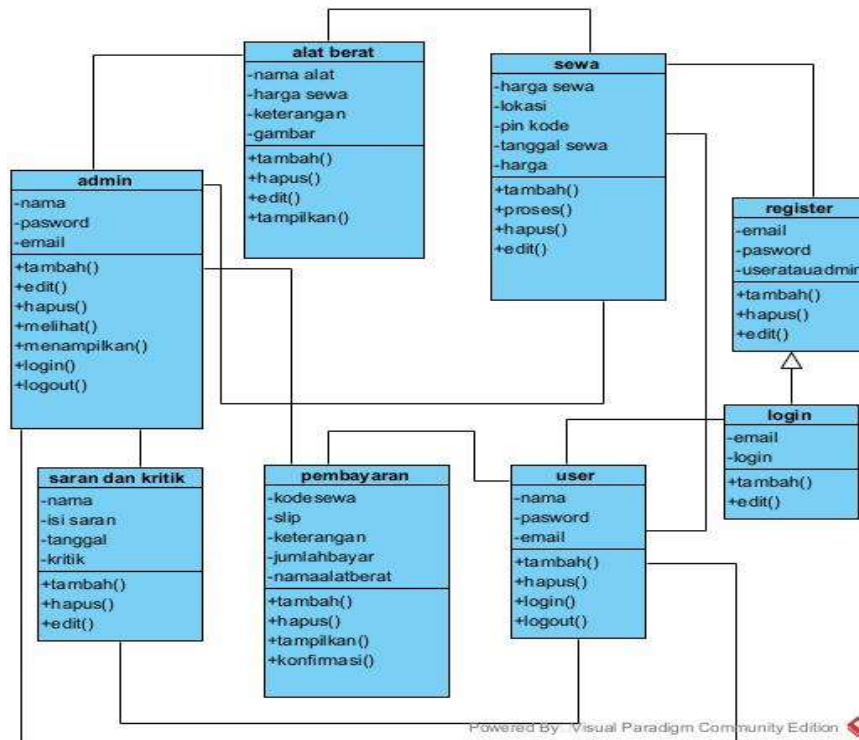 alat berat
-nama alat
-harga sewa
-keterangan
-gambar
+tambah()
+hapus()
+edit()
+tampilkan()
sewa
-harga sewa
-lokasi
-pin kode
-tanggal sewa
-harga
+tambah()
+proses()
+hapus()
+edit()
admin
-nama
-pasword
-email
+tambah()
+edit()
+hapus()
+melihat()
+menampilkan()
+login()
+logout()
register
-email
-pasword
-useratauadmin
+tambah()
+hapus()
+edit()
login
-email
-login
+tambah()
+edit()
saran dan kritik
-nama
-isi saran
-tanggal
-kritik
+tambah()
+hapus()
+edit()
pembayaran
-kodesewa
-slip
-keterangan
-jumlahbayar
-namaalatberat
+tambah()
+hapus()
+tampilkan()
+konfirmasi()
user
-nama
-pasword
-email
+tambah()
+hapus()
+login()
+logout()
Powered By: Visual Paradigm Community Edition